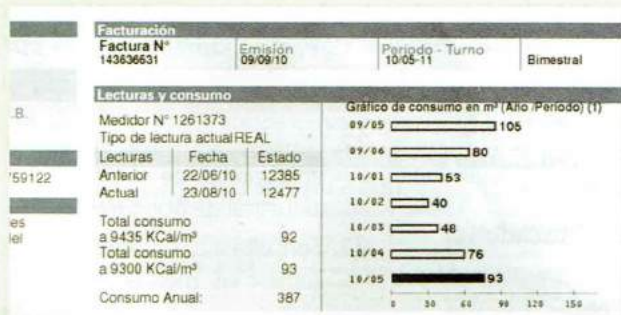 Facturación
Factura N° Emisión Período - Turno
143636631 09/09/10 10/05-11 Bimestral
Lecturas y consumo
Gráfico de consumo en m³ (Año /Periodo) (1)
.B.
Medidor N° 1261373
Tipo de lectura actual REAL
Lecturas Fecha Estado
759122 Anterior 22/06/10 12385
Actual 23/08/10 12477
es Total consumo
del a 9435 KCal/m³ 92
Total consumo
a 9300 KCal/m³ 93
Consumo Anual: 387
09/05 105
09/06 80
10/01 53
10/02 40
10/03 48
10/04 76
10/05 93
0 30 60 90 120 150